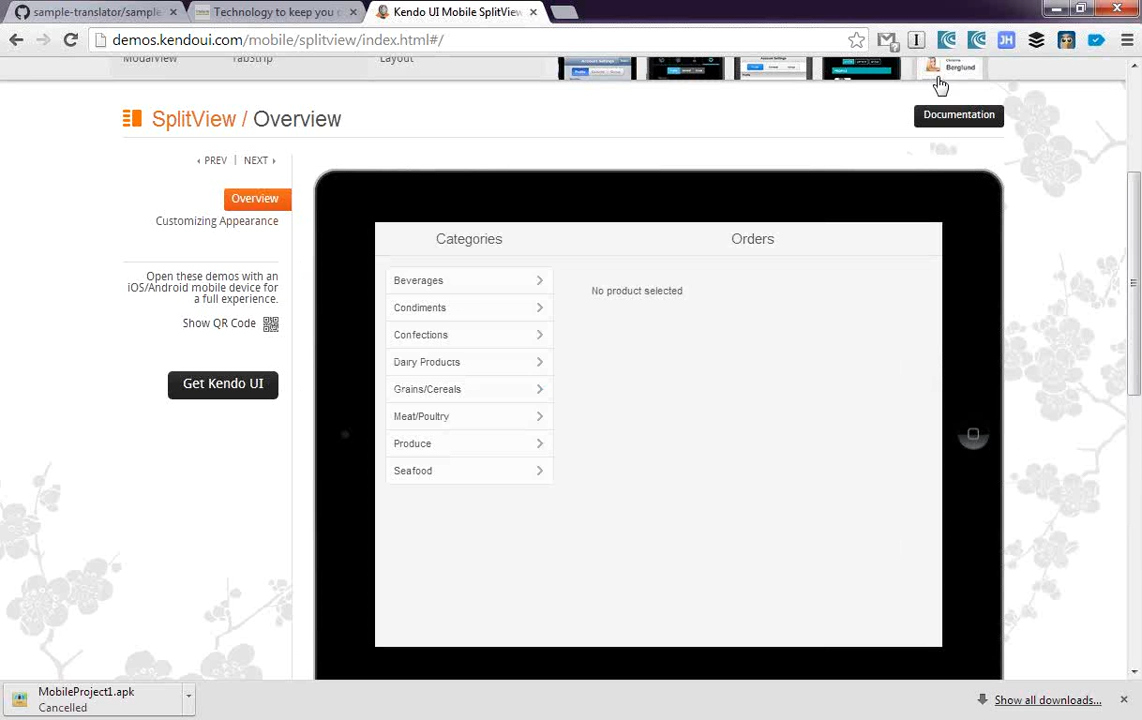 sample-translator/sample
Technology to keep you
Kendo UI Mobile SplitView
demos.kendoui.com/mobile/splitview/index.html#/
ModalView
TabStrip
Layout
Berglund
SplitView / Overview
Documentation
PREV | NEXT
Overview
Customizing Appearance
Open these demos with an
iOS/Android mobile device for
a full experience.
Show QR Code
Get Kendo UI
Categories
Orders
Beverages
No product selected
Condiments
Confections
Dairy Products
Grains/Cereals
Meat/Poultry
Produce
Seafood
MobileProject1.apk
Cancelled
Show all downloads...